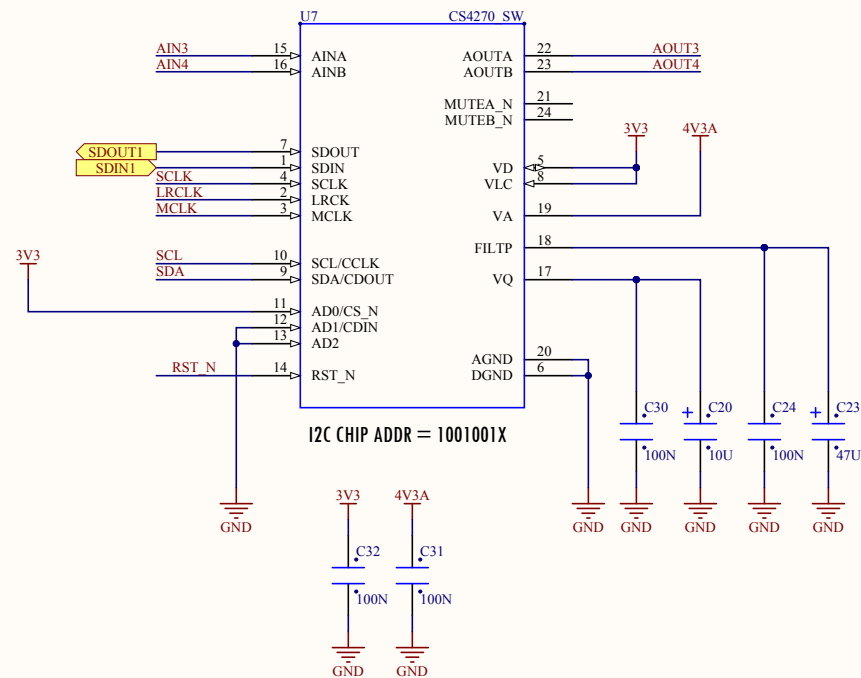 U7 CS4270_SW
AIN3 15 AINA AOUTA 22 AOUT3
AIN4 16 AINB AOUTB 23 AOUT4
MUTEA_N 21
MUTEB_N 24
3V3 4V3A
SDOUT1 7 SDOUT
SDIN1 1 SDIN VD 5
SCLK 4 SCLK VLC 8
LRCLK 2 LRCK
MCLK 3 MCLK VA 19
FILTP 18
3V3 SCL 10 SCL/CCLK
SDA 9 SDA/CDOUT VQ 17
11 AD0/CS_N
12 AD1/CDIN
13 AD2
AGND 20
RST_N 14 RST_N DGND 6
C30 + C20 C24 + C23
I2C CHIP ADDR = 1001001X
100N 10U 100N 47U
3V3 4V3A
GND GND GND GND GND GND
C32 C31
100N 100N
GND GND